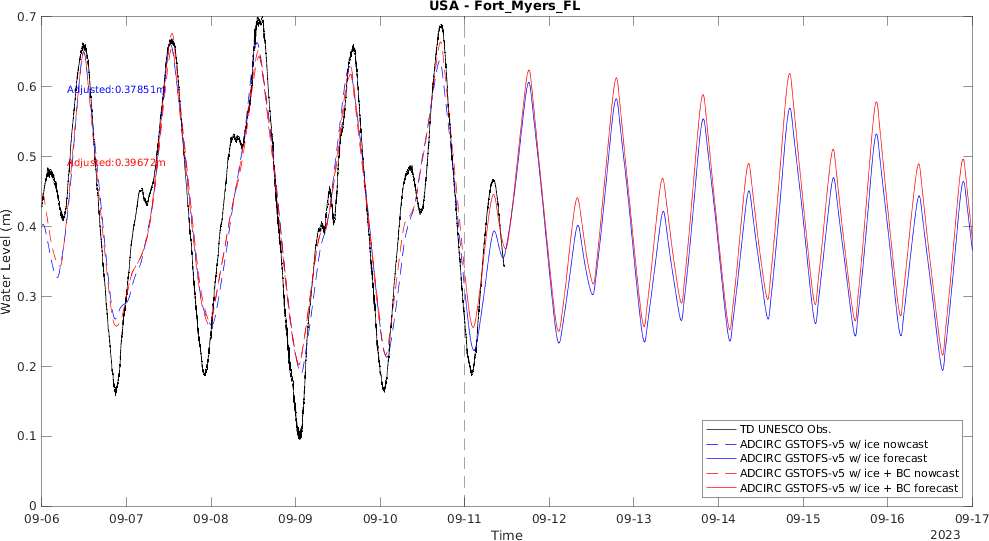 USA - Fort_Myers_FL
0.7
0.6
0.5
0.4
0.3
0.2
0.1
0
Water Level (m)
Adjusted:0.37851m
Adjusted:0.39672m
TD UNESCO Obs.
ADCIRC GSTOFS-v5 w/ ice nowcast
ADCIRC GSTOFS-v5 w/ ice forecast
ADCIRC GSTOFS-v5 w/ ice + BC nowcast
ADCIRC GSTOFS-v5 w/ ice + BC forecast
09-06 09-07 09-08 09-09 09-10 09-11 09-12 09-13 09-14 09-15 09-16 09-17
Time
2023